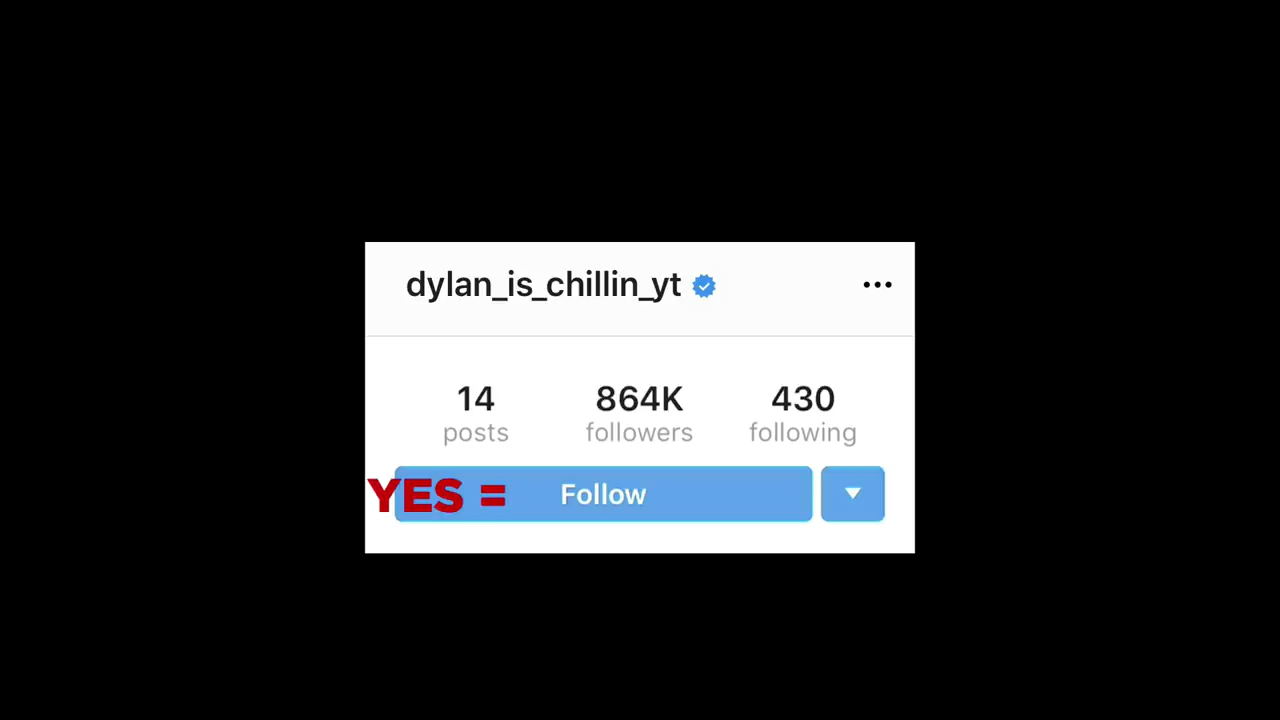 dylan_is_chillin_yt
14 864K 430
posts followers following
YES = Follow